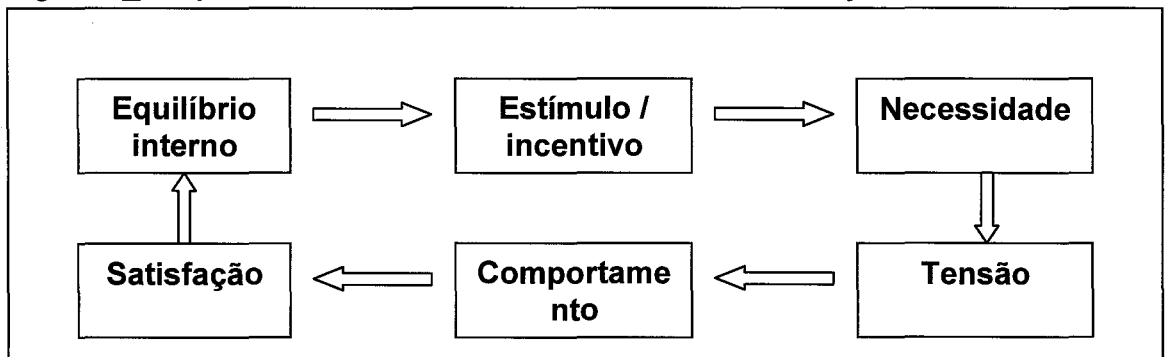 Equilíbrio
interno
Estímulo /
incentivo
Necessidade
Satisfação
Comportame
nto
Tensão